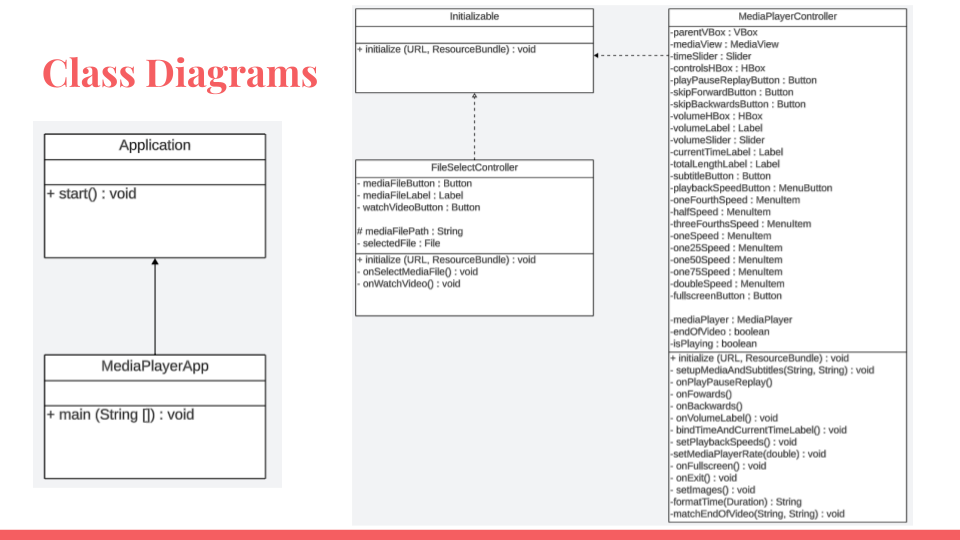 Class Diagrams
Application
+ start() : void
MediaPlayerApp
+ main (String []) : void
Initializable
+ initialize (URL, ResourceBundle) : void
FileSelectController
- mediaFileButton : Button
- mediaFileLabel : Label
- watchVideoButton : Button
# mediaFilePath : String
- selectedFile : File
+ initialize (URL, ResourceBundle) : void
- onSelectMediaFile() : void
- onWatchVideo() : void
MediaPlayerController
-parentVBox : VBox
-mediaView : MediaView
-timeSlider : Slider
-controlsHBox : HBox
-playPauseReplayButton : Button
-skipForwardButton : Button
-skipBackwardsButton : Button
-volumeHBox : HBox
-volumeLabel : Label
-volumeSlider : Slider
-currentTimeLabel : Label
-totalLengthLabel : Label
-subtitleButton : Button
-playbackSpeedButton : MenuButton
-oneFourthSpeed : MenuItem
-halfSpeed : MenuItem
-threeFourthsSpeed : MenuItem
-oneSpeed : MenuItem
-one25Speed : MenuItem
-one50Speed : MenuItem
-one75Speed : MenuItem
-doubleSpeed : MenuItem
-fullscreenButton : Button
-mediaPlayer : MediaPlayer
-endOfVideo : boolean
-isPlaying : boolean
+ initialize (URL, ResourceBundle) : void
- setupMediaAndSubtitles(String, String) : void
- onPlayPauseReplay()
- onFowards()
- onBackwards()
- onVolumeLabel() : void
- bindTimeAndCurrentTimeLabel() : void
- setPlaybackSpeeds() : void
-setMediaPlayerRate(double) : void
- onFullscreen() : void
- onExit() : void
- setImages() : void
-formatTime(Duration) : String
-matchEndOfVideo(String, String) : void